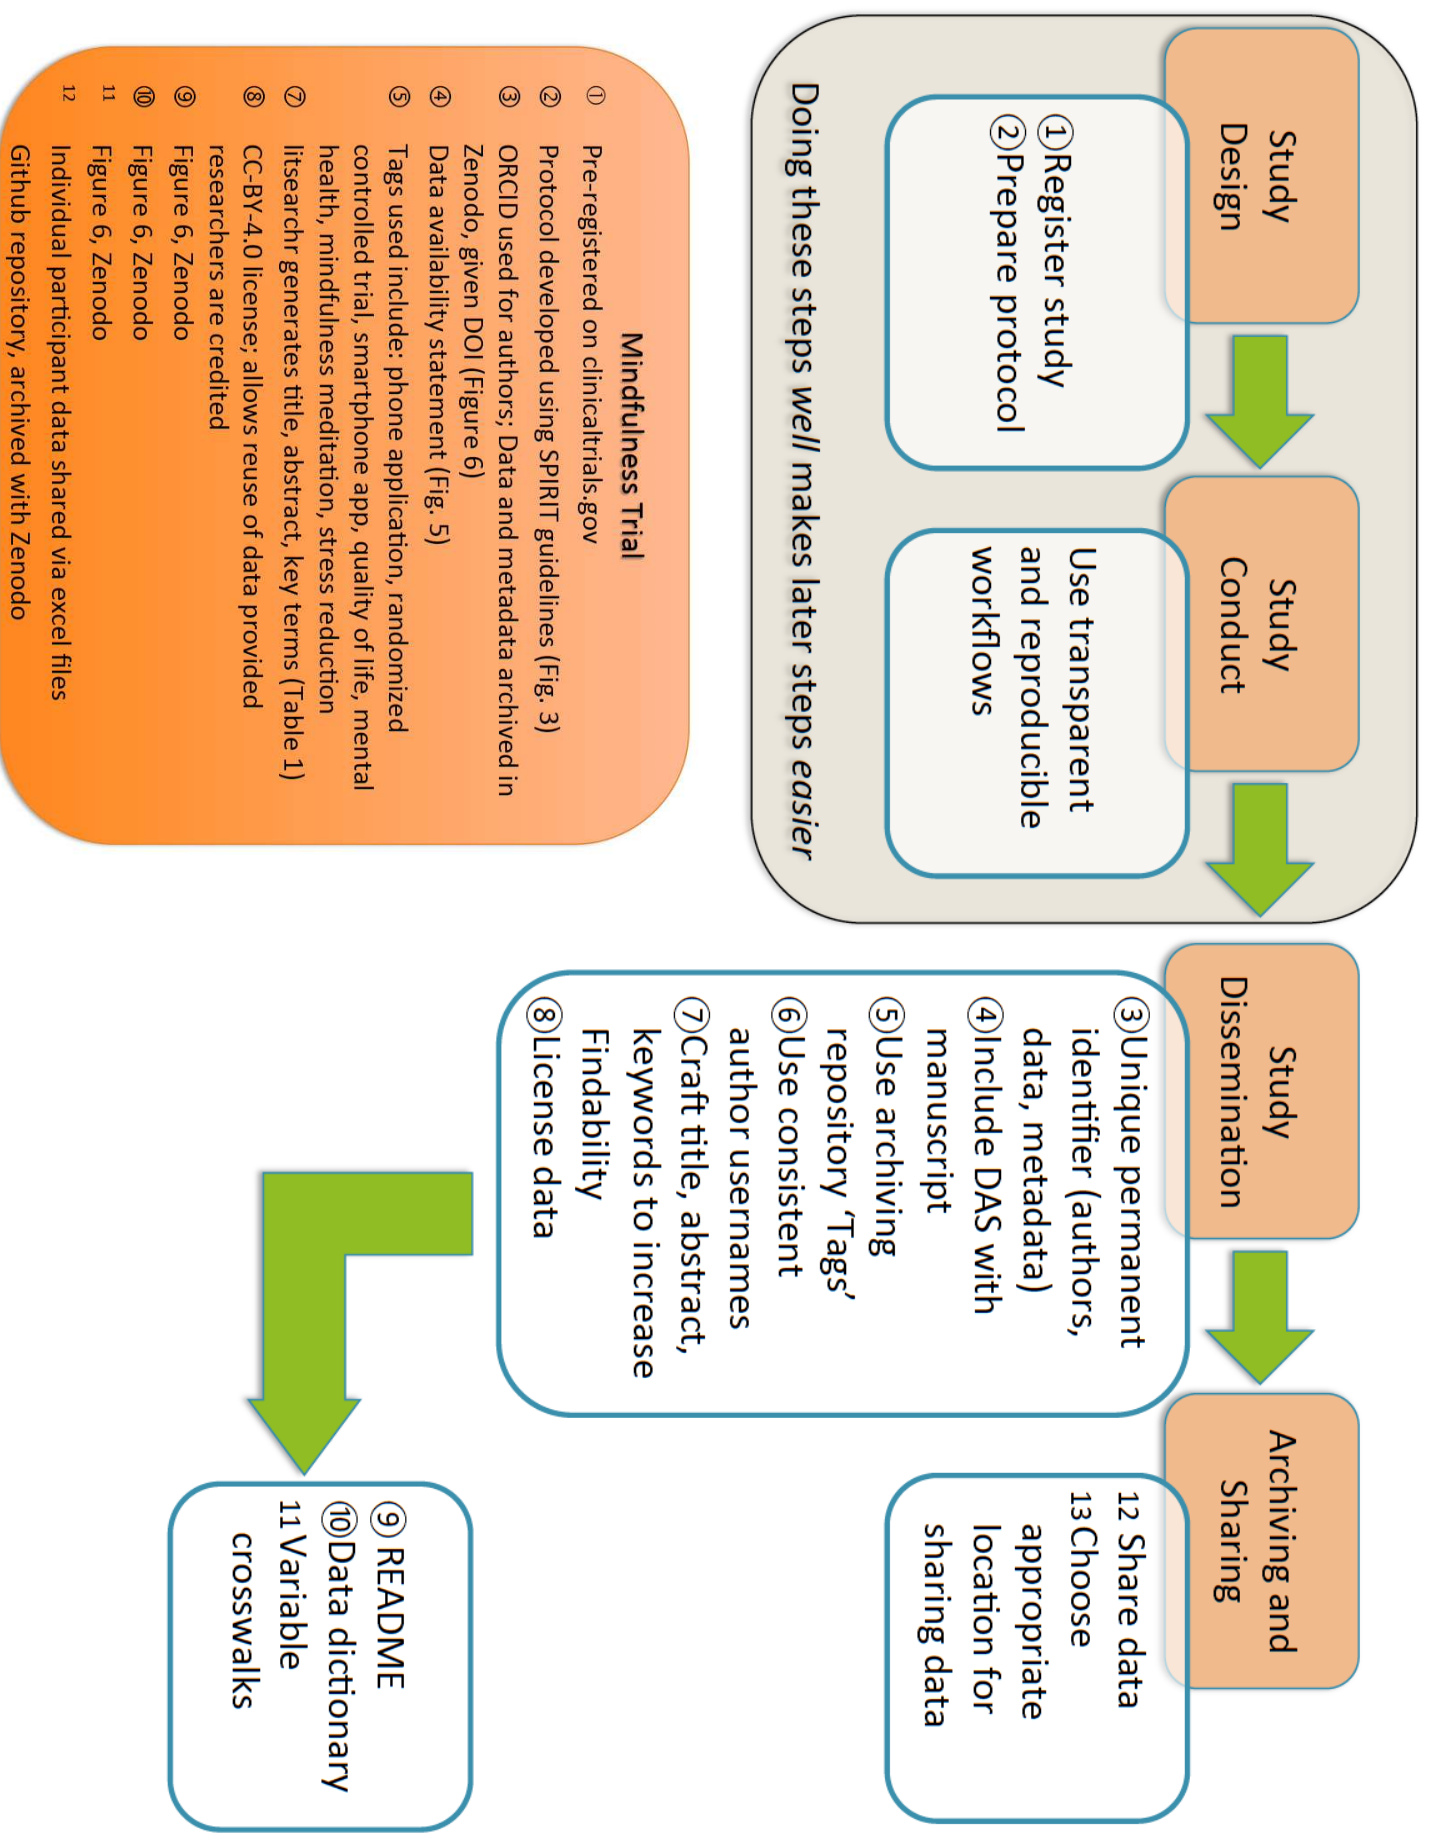 Study
Design
①Register study
②Prepare protocol
Study
Conduct
Use transparent
and reproducible
workflows
Doing these steps well makes later steps easier
Study
Dissemination
③Unique permanent
identifier (authors,
data, metadata)
④Include DAS with
manuscript
⑤Use archiving
repository ‘Tags’
⑥Use consistent
author usernames
⑦Craft title, abstract,
keywords to increase
Findability
⑧License data
Archiving and
Sharing
12 Share data
13Choose
appropriate
location for
sharing data
⑨ README
⑩Data dictionary
11Variable
crosswalks
Mindfulness Trial
① Pre-registered on clinicaltrials.gov
② Protocol developed using SPIRIT guidelines (Fig. 3)
③ ORCID used for authors; Data and metadata archived in
Zenodo, given DOI (Figure 6)
④ Data availability statement (Fig. 5)
⑤ Tags used include: phone application, randomized
controlled trial, smartphone app, quality of life, mental
health, mindfulness meditation, stress reduction
⑦ litsearchr generates title, abstract, key terms (Table 1)
⑧ CC-BY-4.0 license; allows reuse of data provided
researchers are credited
⑨ Figure 6, Zenodo
⑩ Figure 6, Zenodo
11 Figure 6, Zenodo
12 Individual participant data shared via excel files
Github repository, archived with Zenodo